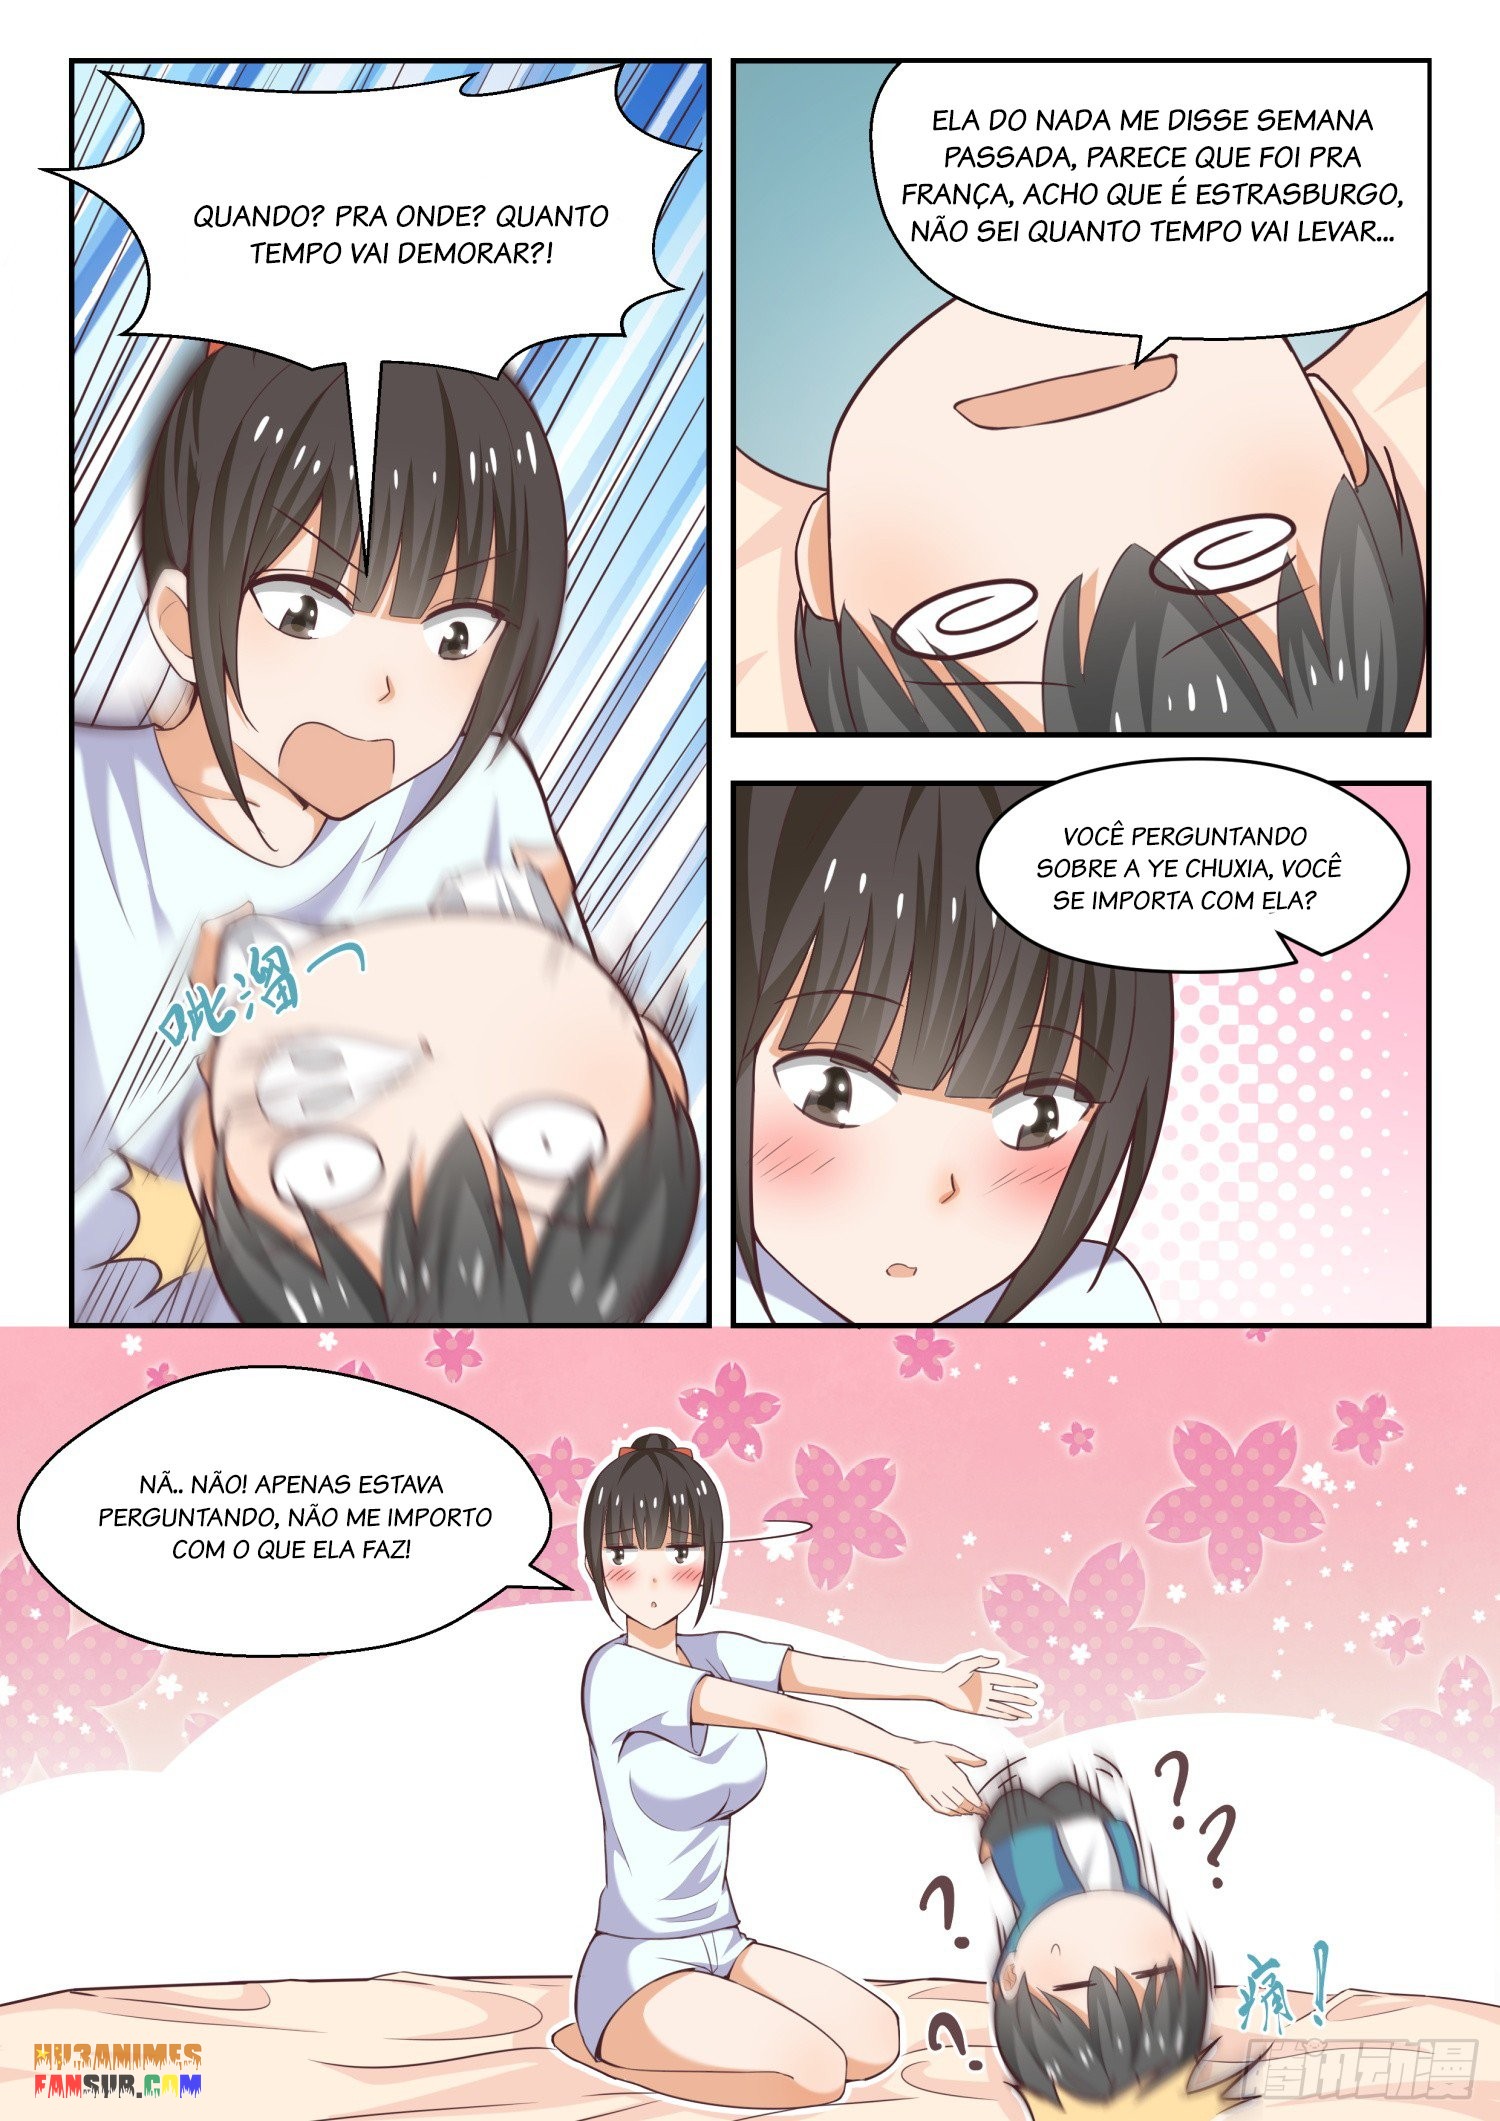 QUANDO? PRA ONDE? QUANTO
TEMPO VAI DEMORAR?!
ELA DO NADA ME DISSE SEMANA
PASSADA, PARECE QUE FOI PRA
FRANÇA, ACHO QUE É ESTRASBURGO,
NÃO SEI QUANTO TEMPO VAI LEVAR...
呲溜一
VOCÊ PERGUNTANDO
SOBRE A YE CHUXIA, VOCÊ
SE IMPORTA COM ELA?
NÃ.. NÃO! APENAS ESTAVA
PERGUNTANDO, NÃO ME IMPORTO
COM O QUE ELA FAZ!
? ? ? ?
痛!
HU3ANIMES
FANSUB.COM
腾讯动漫